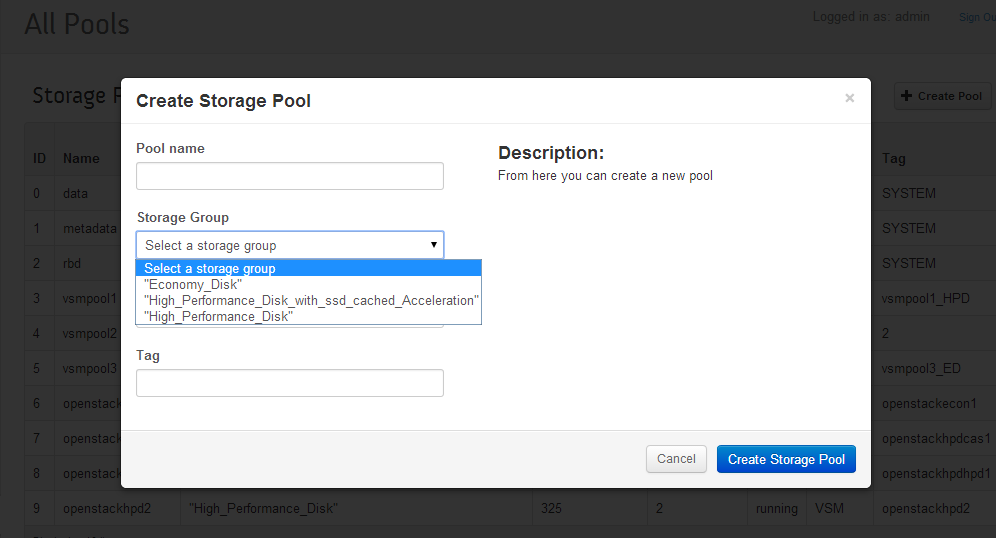 All Pools
Logged in as: admin
Sign Ou
Storage P
Create Pool
Create Storage Pool
×
Pool name
Description:
From here you can create a new pool
Storage Group
Select a storage group
Select a storage group
"Economy_Disk"
"High_Performance_Disk_with_ssd_cached_Acceleration"
"High_Performance_Disk"
Tag
Cancel
Create Storage Pool
ID Name Tag
0 data SYSTEM
1 metadata SYSTEM
2 rbd SYSTEM
3 vsmpool1 vsmpool1_HPD
4 vsmpool2 2
5 vsmpool3 vsmpool3_ED
6 openstack openstackecon1
7 openstack openstackhpdcas1
8 openstack openstackhpdhpd1
9 openstackhpd2 "High_Performance_Disk" 325 2 running VSM openstackhpd2